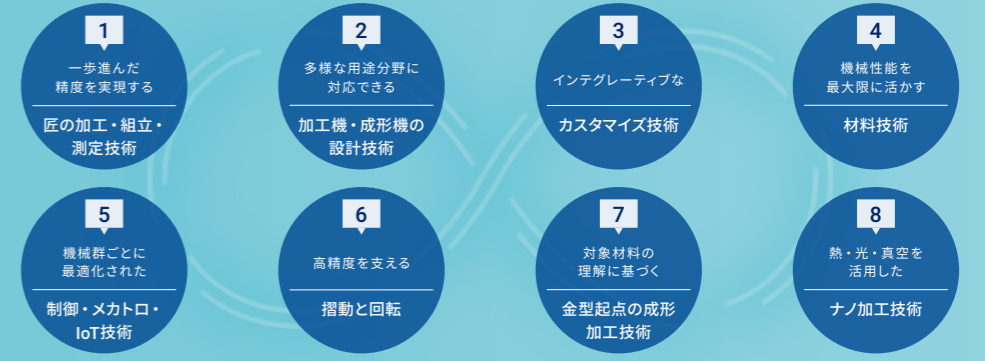 1
一歩進んだ
精度を実現する
匠の加工・組立・
測定技術
2
多様な用途分野に
対応できる
加工機・成形機の
設計技術
3
インテグレーティブな
カスタマイズ技術
4
機械性能を
最大限に活かす
材料技術
5
機械群ごとに
最適化された
制御・メカトロ・
IoT技術
6
高精度を支える
摺動と回転
7
対象材料の
理解に基づく
金型起点の成形
加工技術
8
熱・光・真空を
活用した
ナノ加工技術